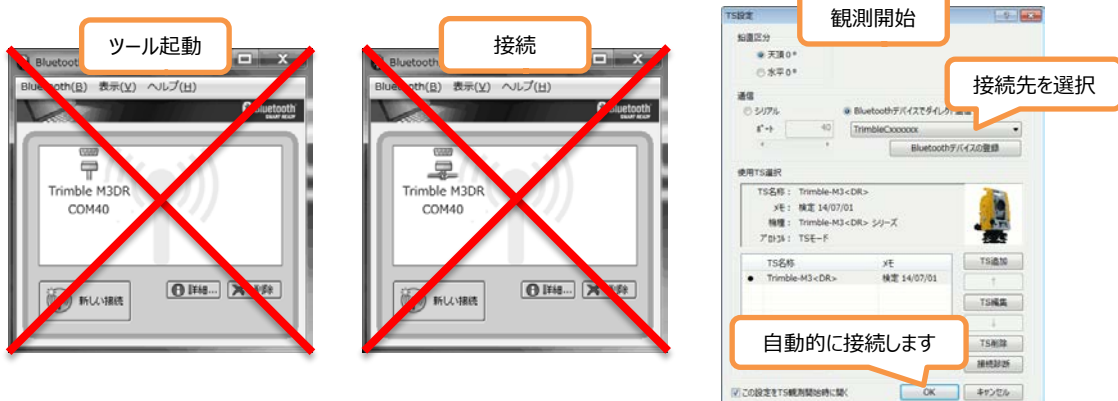 ツール起動
Bluetooth(B) 表示(V) ヘルプ(H)
Bluetooth
SMART READY
Trimble M3DR
COM40
新しい接続
詳細...
接続
Bluetooth(B) 表示(V) ヘルプ(H)
Bluetooth
SMART READY
Trimble M3DR
COM40
新しい接続
詳細...
TS設定
観測開始
鉛直区分
天頂 0°
水平 0°
接続先を選択
通信
シリアル
Bluetoothデバイスでダイレクト
ポート 40
TrimbleCxxxxxx
Bluetoothデバイスの登録
使用TS選択
TS名称 : Trimble-M3<DR>
メモ : 検定 14/07/01
機種 : Trimble-M3<DR> シリーズ
プロトコル : TSモード
TS名称 メモ
● Trimble-M3<DR> 検定 14/07/01
TS追加
↑
TS編集
↓
TS削除
接続診断
自動的に接続します
この設定をTS観測開始時に開く
OK
キャンセル